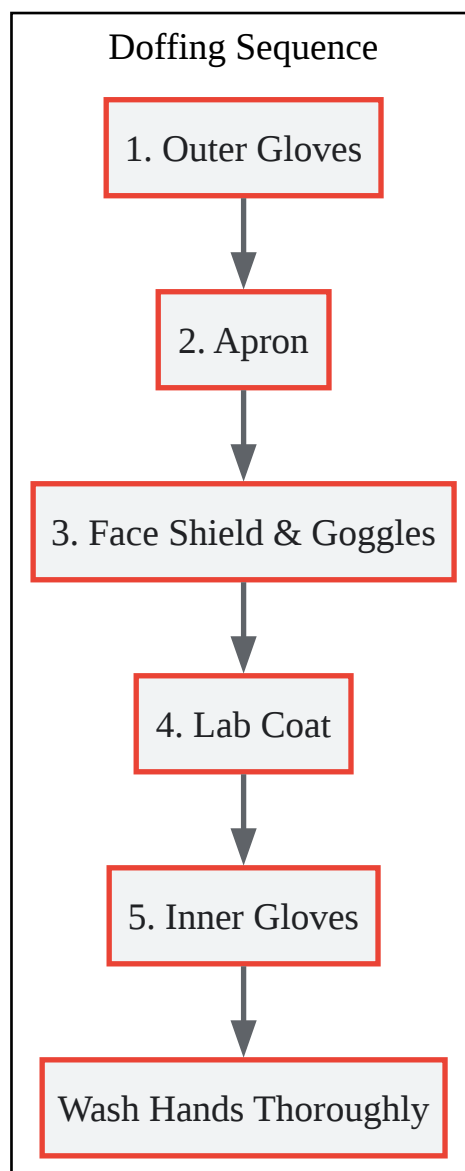 Doffing Sequence
1. Outer Gloves
2. Apron
3. Face Shield & Goggles
4. Lab Coat
5. Inner Gloves
Wash Hands Thoroughly